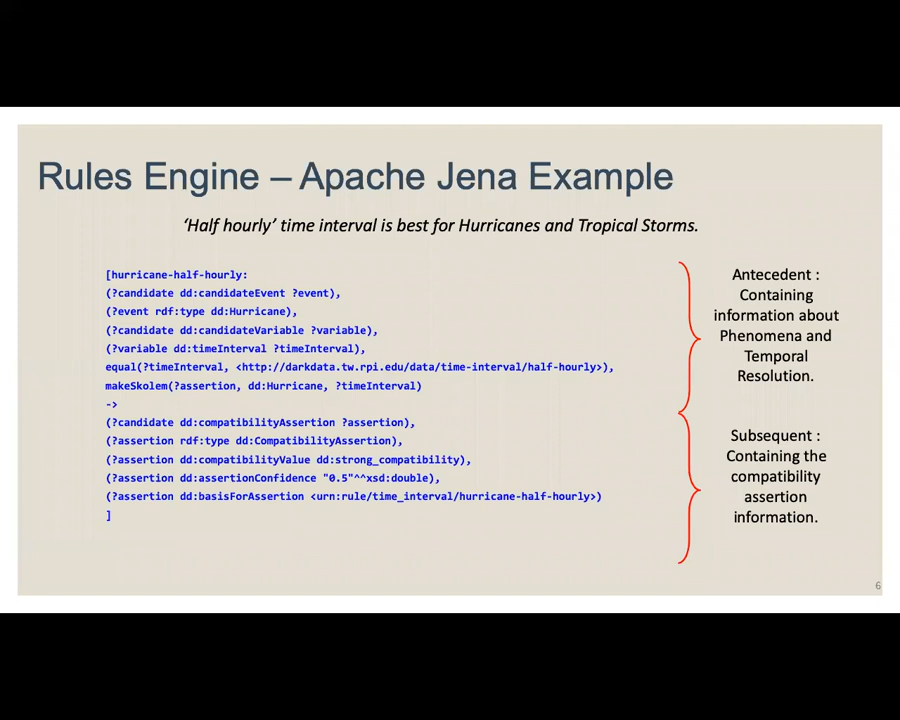 Rules Engine – Apache Jena Example
‘Half hourly’ time interval is best for Hurricanes and Tropical Storms.
[hurricane-half-hourly:
(?candidate dd:candidateEvent ?event),
(?event rdf:type dd:Hurricane),
(?candidate dd:candidateVariable ?variable),
(?variable dd:timeInterval ?timeInterval),
equal(?timeInterval, <http://darkdata.tw.rpi.edu/data/time-interval/half-hourly>),
makeSkolem(?assertion, dd:Hurricane, ?timeInterval)
->
(?candidate dd:compatibilityAssertion ?assertion),
(?assertion rdf:type dd:CompatibilityAssertion),
(?assertion dd:compatibilityValue dd:strong_compatibility),
(?assertion dd:assertionConfidence "0.5"^^xsd:double),
(?assertion dd:basisForAssertion <urn:rule/time_interval/hurricane-half-hourly>)
]
Antecedent :
Containing
information about
Phenomena and
Temporal
Resolution.
Subsequent :
Containing the
compatibility
assertion
information.
6